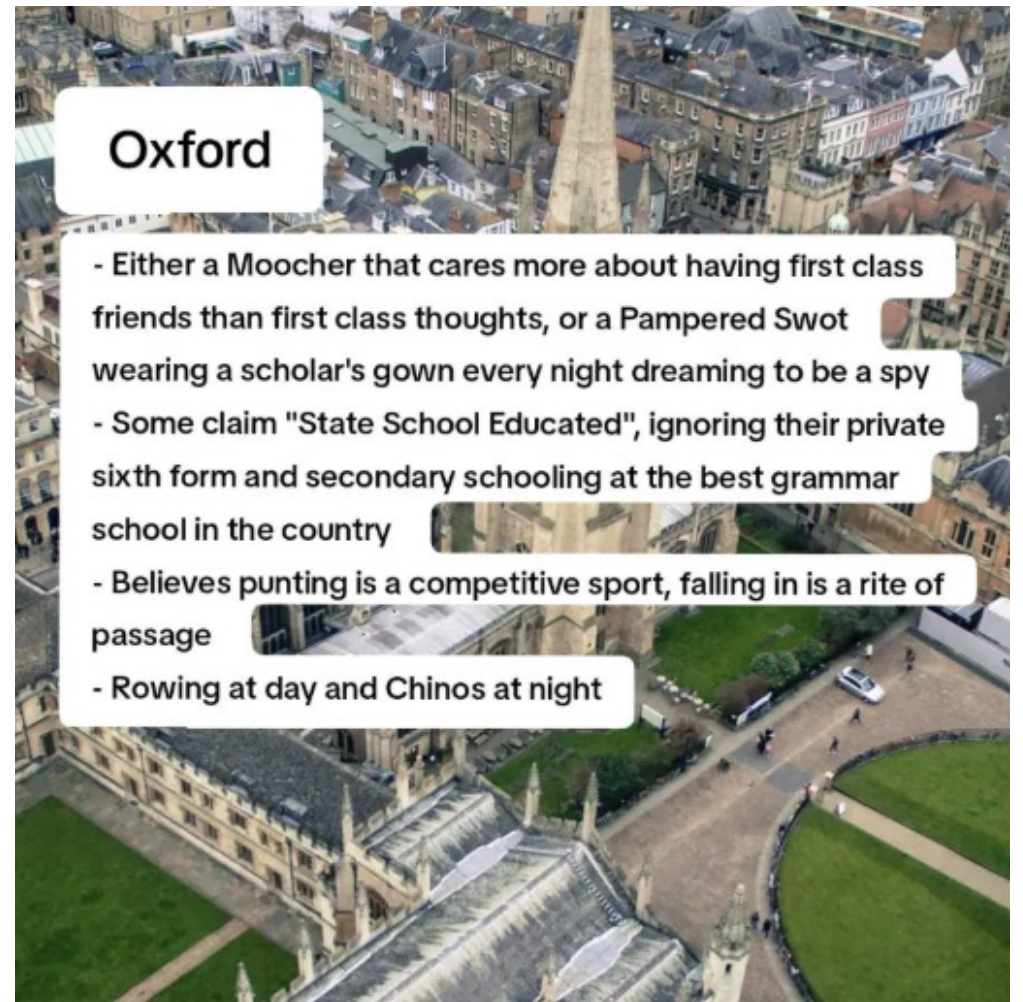 Oxford
- Either a Moocher that cares more about having first class
friends than first class thoughts, or a Pampered Swot
wearing a scholar's gown every night dreaming to be a spy
- Some claim "State School Educated", ignoring their private
sixth form and secondary schooling at the best grammar
school in the country
- Believes punting is a competitive sport, falling in is a rite of
passage
- Rowing at day and Chinos at night